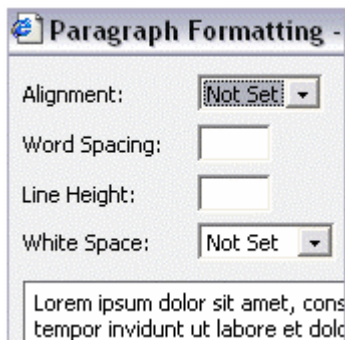 Paragraph Formatting -
Alignment: Not Set
Word Spacing:
Line Height:
White Space: Not Set
Lorem ipsum dolor sit amet, cons
tempor invidunt ut labore et dolo